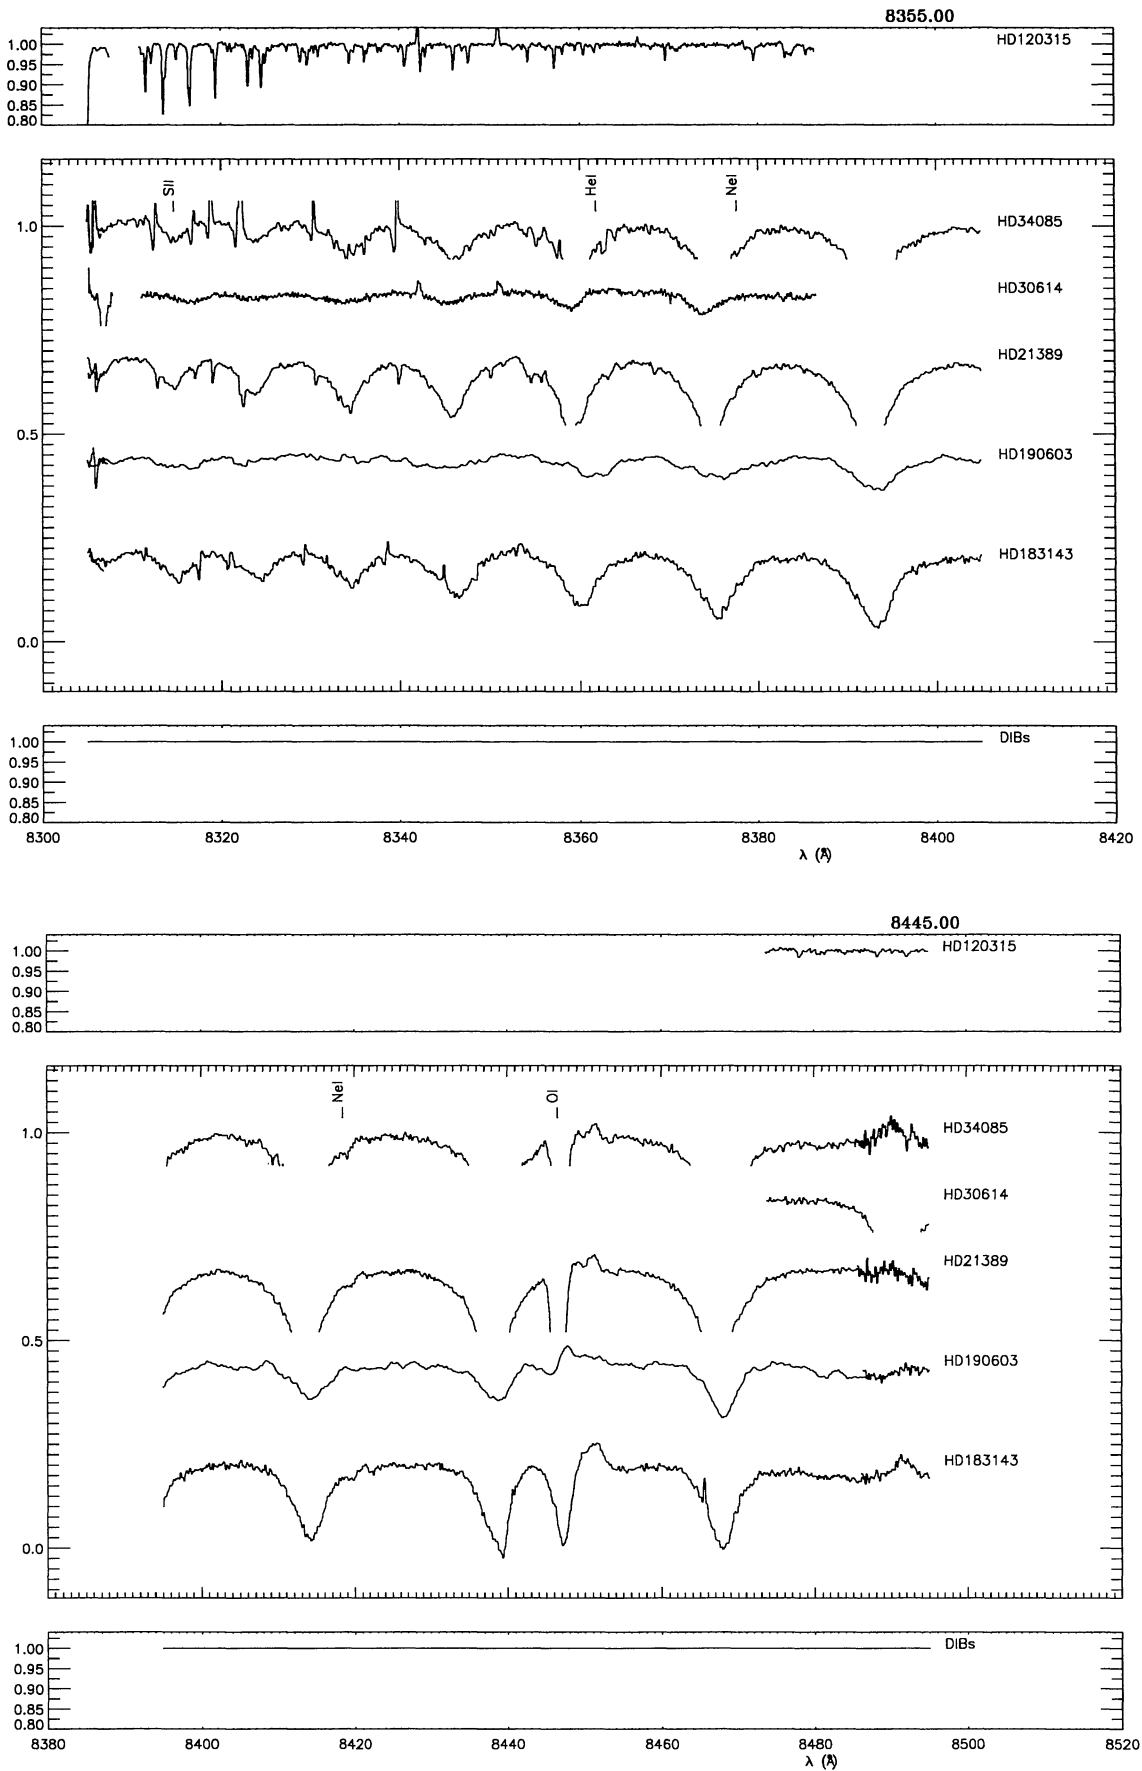 8355.00
1.00
0.95
0.90
0.85
0.80
HD120315
SII
HeI
NeI
1.0
0.5
0.0
HD34085
HD30614
HD21389
HD190603
HD183143
1.00
0.95
0.90
0.85
0.80
DIBs
8300 8320 8340 8360 8380 8400 8420
λ (Å)
8445.00
1.00
0.95
0.90
0.85
0.80
HD120315
NeI
OI
1.0
0.5
0.0
HD34085
HD30614
HD21389
HD190603
HD183143
1.00
0.95
0.90
0.85
0.80
DIBs
8380 8400 8420 8440 8460 8480 8500 8520
λ (Å)